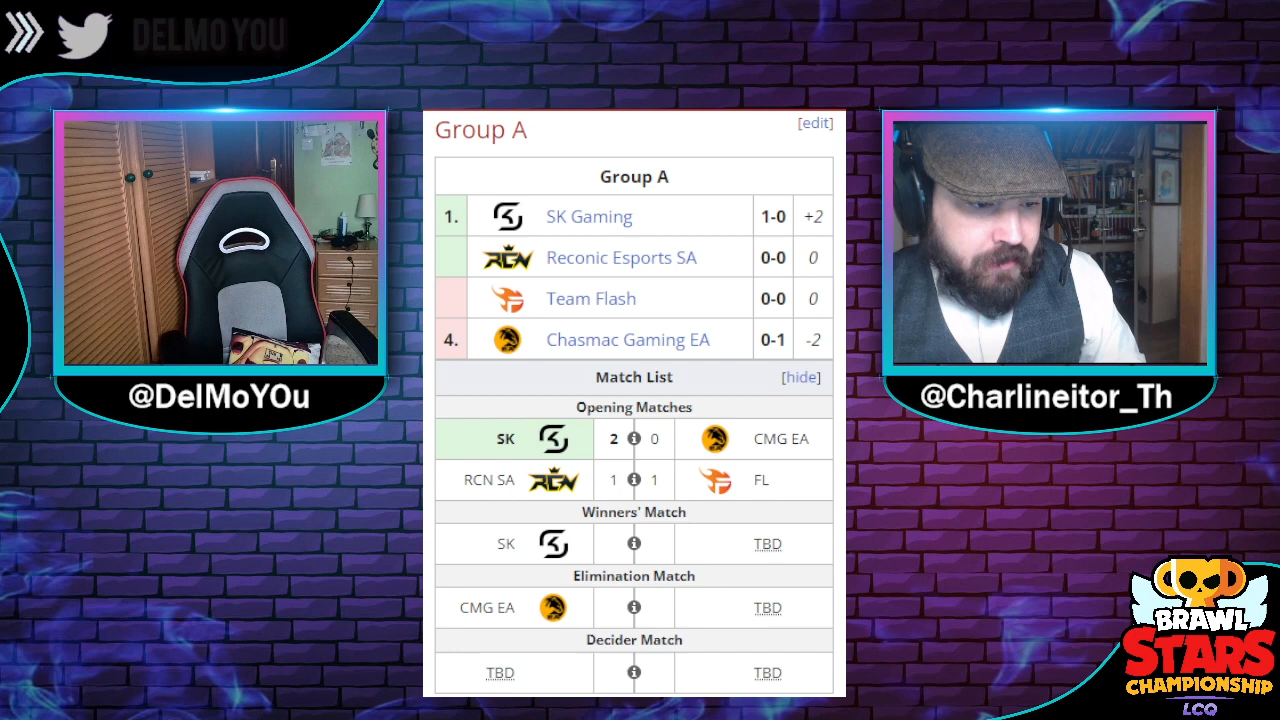 DELMO YOU
Group A
[edit]
Group A
1. SK Gaming 1-0 +2
RCN Reconic Esports SA 0-0 0
Team Flash 0-0 0
4. Chasmac Gaming EA 0-1 -2
Match List [hide]
Opening Matches
SK 2 0 CMG EA
RCN SA RCN 1 1 FL
Winners' Match
SK TBD
Elimination Match
CMG EA TBD
Decider Match
TBD TBD
@DelMoYOu
@Charlineitor_Th
BRAWL
STARS
CHAMPIONSHIP
LCQ